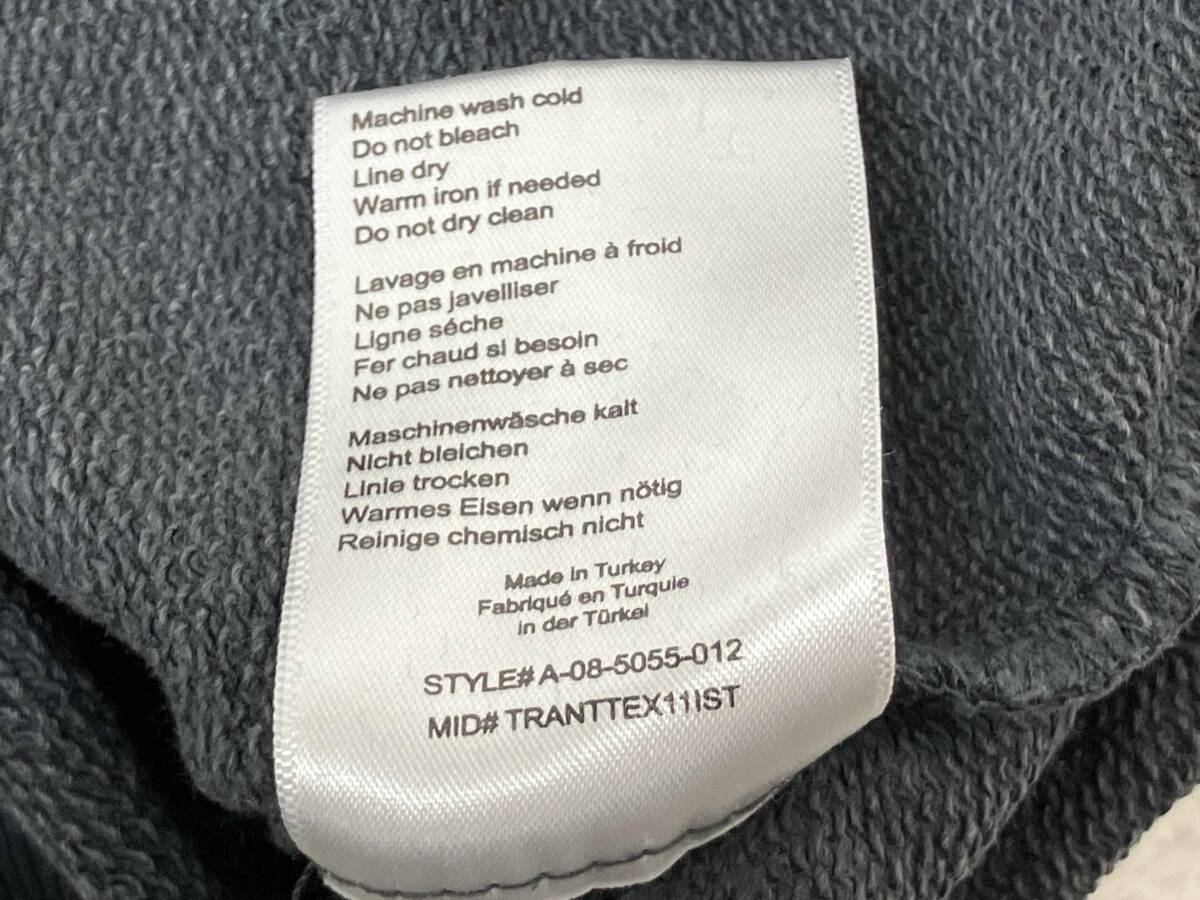 Machine wash cold
Do not bleach
Line dry
Warm iron if needed
Do not dry clean
Lavage en machine à froid
Ne pas javelliser
Ligne séche
Fer chaud si besoin
Ne pas nettoyer à sec
Maschinenwäsche kalt
Nicht bleichen
Linie trocken
Warmes Eisen wenn nötig
Reinige chemisch nicht
Made in Turkey
Fabriqué en Turquie
in der Türkei
STYLE# A-08-5055-012
MID# TRANTTEX11IST